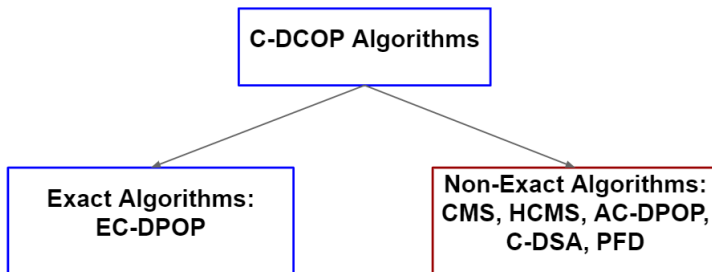 C-DCOP Algorithms
Exact Algorithms:
EC-DPOP
Non-Exact Algorithms:
CMS, HCMS, AC-DPOP,
C-DSA, PFD